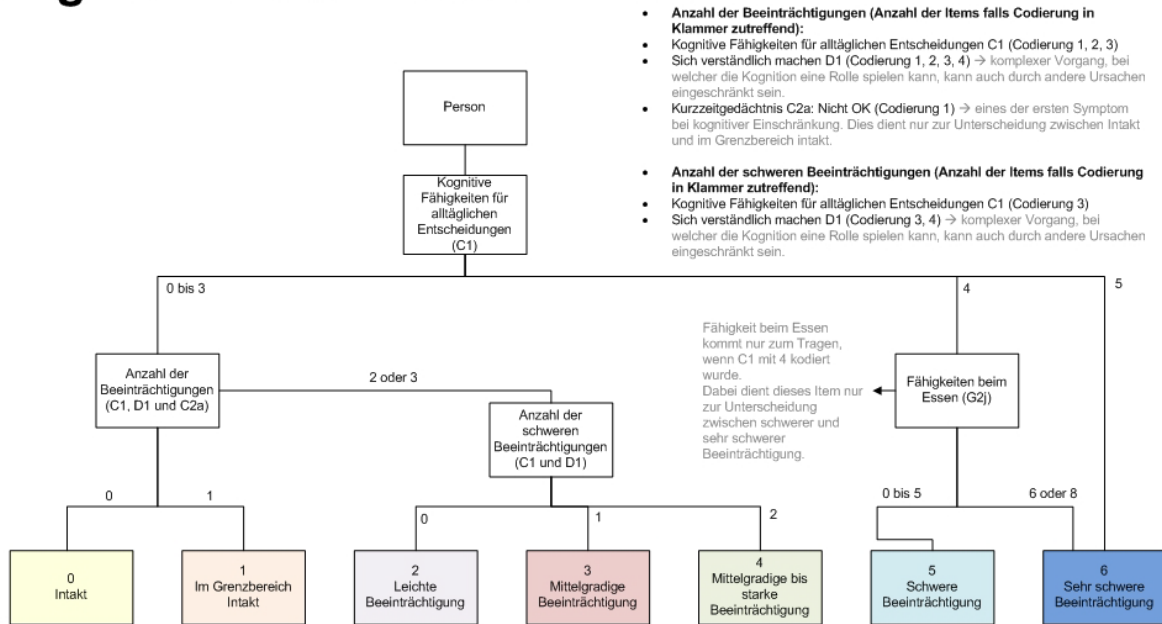 • Anzahl der Beeinträchtigungen (Anzahl der Items falls Codierung in
Klammer zutreffend):
• Kognitive Fähigkeiten für alltäglichen Entscheidungen C1 (Codierung 1, 2, 3)
• Sich verständlich machen D1 (Codierung 1, 2, 3, 4) → komplexer Vorgang, bei
welcher die Kognition eine Rolle spielen kann, kann auch durch andere Ursachen
eingeschränkt sein.
• Kurzzeitgedächtnis C2a: Nicht OK (Codierung 1) → eines der ersten Symptom
bei kognitiver Einschränkung. Dies dient nur zur Unterscheidung zwischen Intakt
und im Grenzbereich intakt.
• Anzahl der schweren Beeinträchtigungen (Anzahl der Items falls Codierung
in Klammer zutreffend):
• Kognitive Fähigkeiten für alltäglichen Entscheidungen C1 (Codierung 3)
• Sich verständlich machen D1 (Codierung 3, 4) → komplexer Vorgang, bei
welcher die Kognition eine Rolle spielen kann, kann auch durch andere Ursachen
eingeschränkt sein.
Person
Kognitive
Fähigkeiten für
alltäglichen
Entscheidungen
(C1)
0 bis 3
4
5
Anzahl der
Beeinträchtigungen
(C1, D1 und C2a)
2 oder 3
Anzahl der
schweren
Beeinträchtigungen
(C1 und D1)
Fähigkeit beim Essen
kommt nur zum Tragen,
wenn C1 mit 4 kodiert
wurde.
Dabei dient dieses Item nur
zur Unterscheidung
zwischen schwerer und
sehr schwerer
Beeinträchtigung.
Fähigkeiten beim
Essen (G2j)
0
1
0
1
2
0 bis 5
6 oder 8
0
Intakt
1
Im Grenzbereich
Intakt
2
Leichte
Beeinträchtigung
3
Mittelgradige
Beeinträchtigung
4
Mittelgradige bis
starke
Beeinträchtigung
5
Schwere
Beeinträchtigung
6
Sehr schwere
Beeinträchtigung